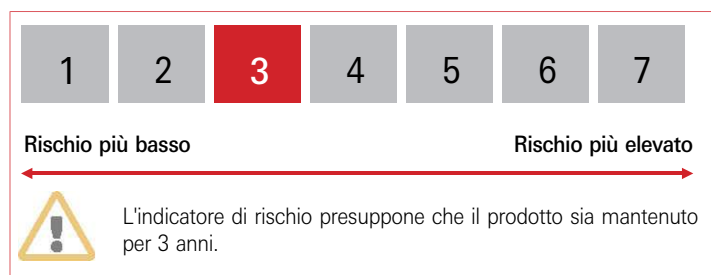 1 2 3 4 5 6 7
Rischio più basso Rischio più elevato
L'indicatore di rischio presuppone che il prodotto sia mantenuto
per 3 anni.